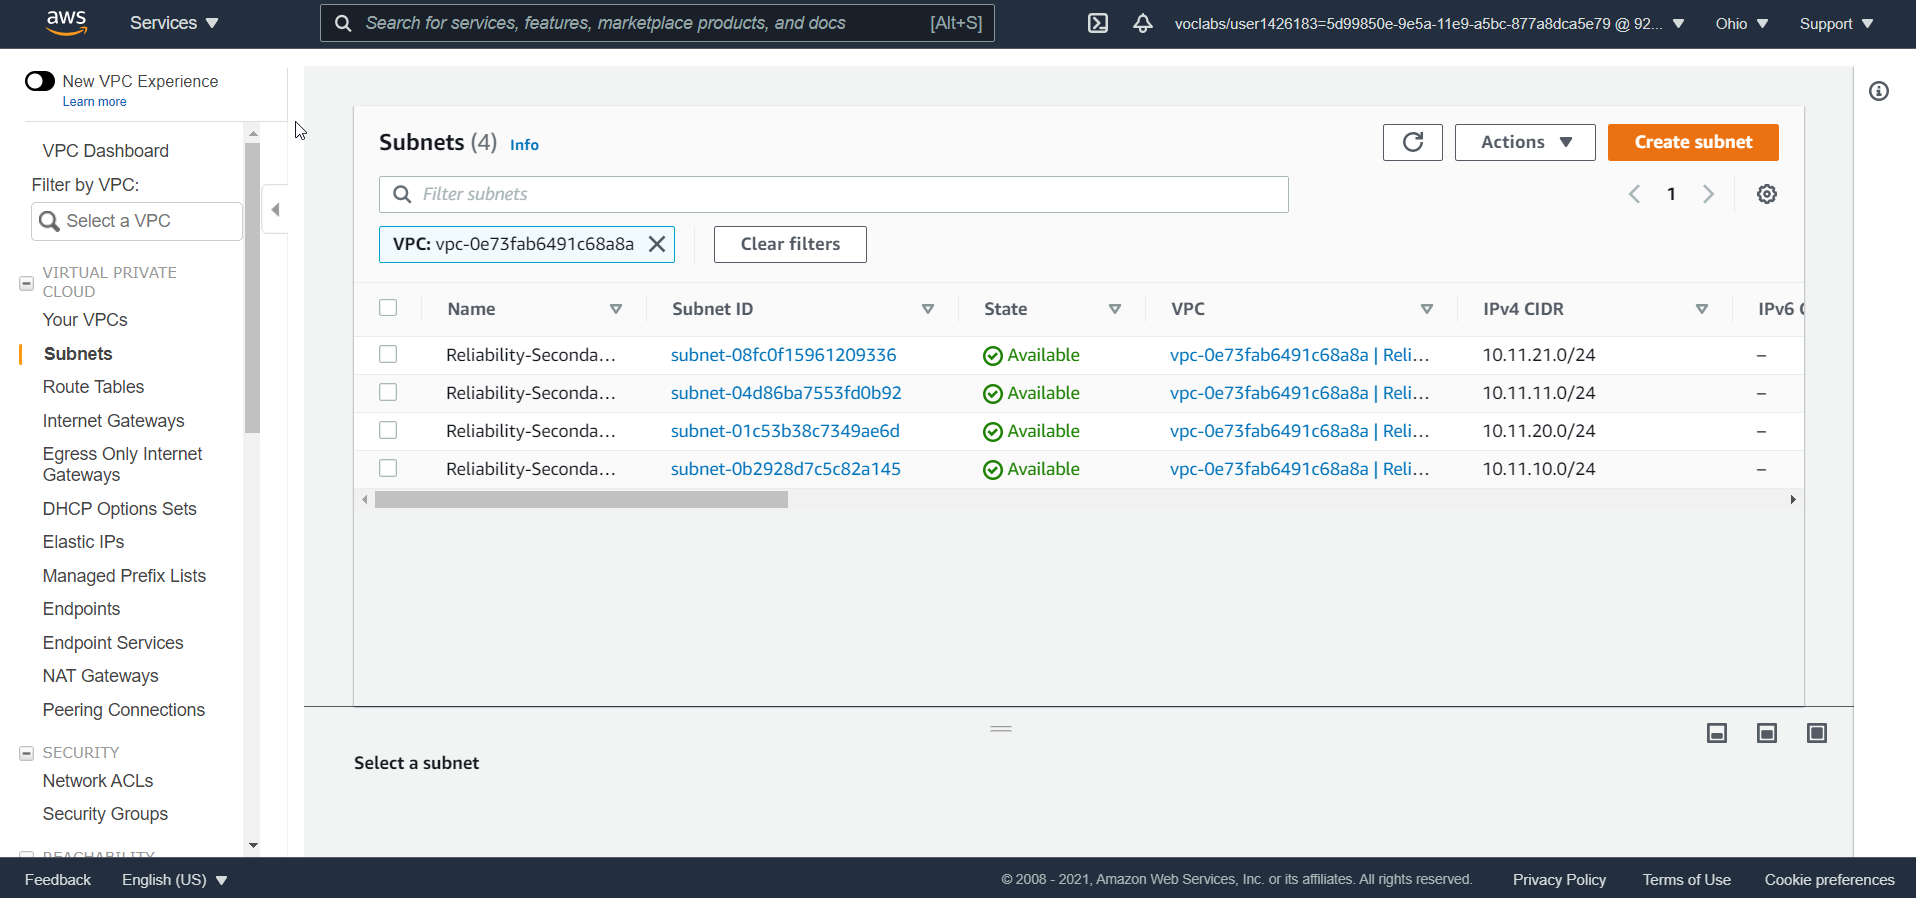 aws
Services
Search for services, features, marketplace products, and docs [Alt+S]
voclabs/user1426183=5d99850e-9e5a-11e9-a5bc-877a8dca5e79 @ 92...
Ohio
Support
New VPC Experience
Learn more
VPC Dashboard
Filter by VPC:
Select a VPC
VIRTUAL PRIVATE
CLOUD
Your VPCs
Subnets
Route Tables
Internet Gateways
Egress Only Internet
Gateways
DHCP Options Sets
Elastic IPs
Managed Prefix Lists
Endpoints
Endpoint Services
NAT Gateways
Peering Connections
SECURITY
Network ACLs
Security Groups
REACHABILITY
Subnets (4) Info
Actions
Create subnet
Filter subnets
1
VPC: vpc-0e73fab6491c68a8a
Clear filters
Name Subnet ID State VPC IPv4 CIDR IPv6 C
Reliability-Seconda... subnet-08fc0f15961209336 Available vpc-0e73fab6491c68a8a | Reli... 10.11.21.0/24 –
Reliability-Seconda... subnet-04d86ba7553fd0b92 Available vpc-0e73fab6491c68a8a | Reli... 10.11.11.0/24 –
Reliability-Seconda... subnet-01c53b38c7349ae6d Available vpc-0e73fab6491c68a8a | Reli... 10.11.20.0/24 –
Reliability-Seconda... subnet-0b2928d7c5c82a145 Available vpc-0e73fab6491c68a8a | Reli... 10.11.10.0/24 –
Select a subnet
Feedback
English (US)
© 2008 - 2021, Amazon Web Services, Inc. or its affiliates. All rights reserved.
Privacy Policy
Terms of Use
Cookie preferences